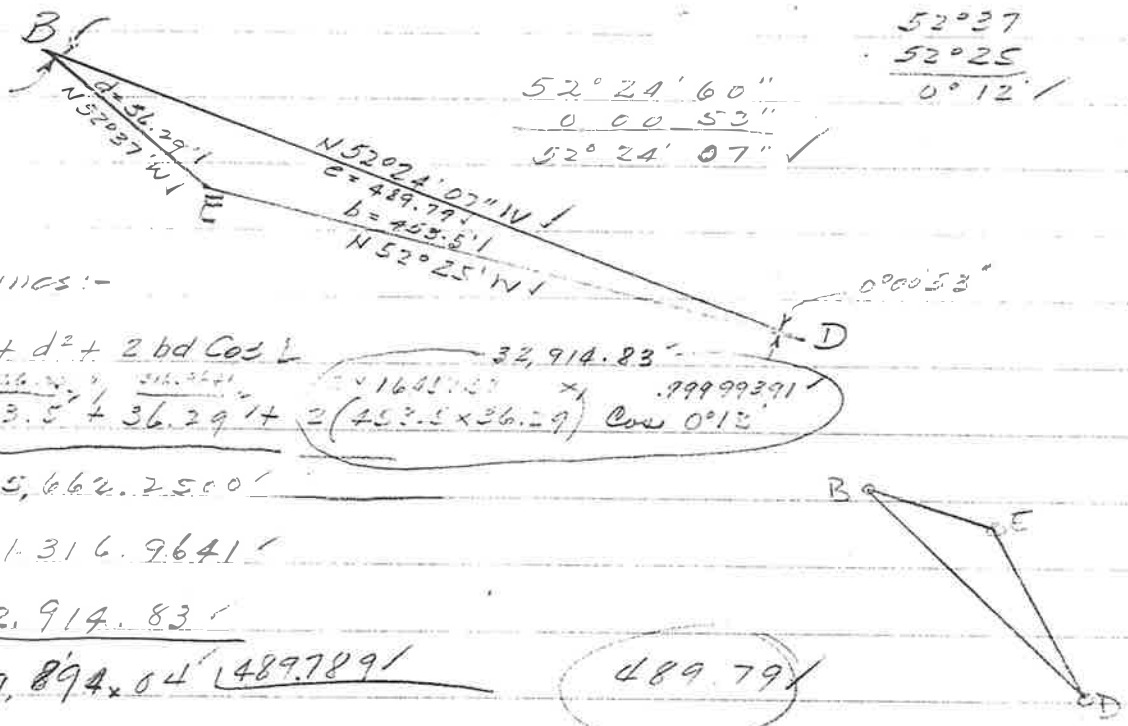 B
52°37
52°25
0°12'
52° 24' 60"
0 00 53"
52° 24' 07"
d=36.29'
N52°37'W
E
N52°24'07"W
e = 489.79
b = 453.5'
N52°25'W
0°00'53"
D
ines:-
+ d² + 2bd Cos
32,914.83
× .99999391
3.5² + 36.29² + 2(453.5×36.29) Cos 0°12'
5,662.2500
1316.9641
2,914.83
9,894.04 489.789
489.79
B
E
D